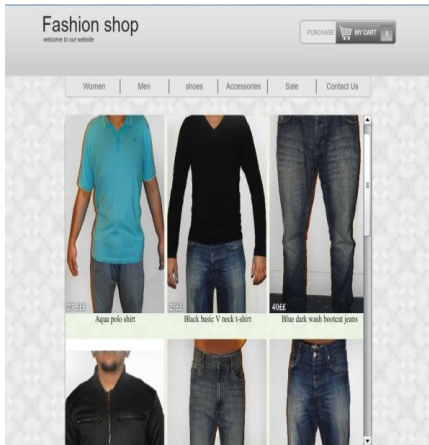 Fashion shop
welcome to our website
PURCHASE MY CART
Women Men shoes Accessories Sale Contact Us
40££
Aqua polo shirt Black basic V neck t-shirt Blue dark wash bootcut jeans